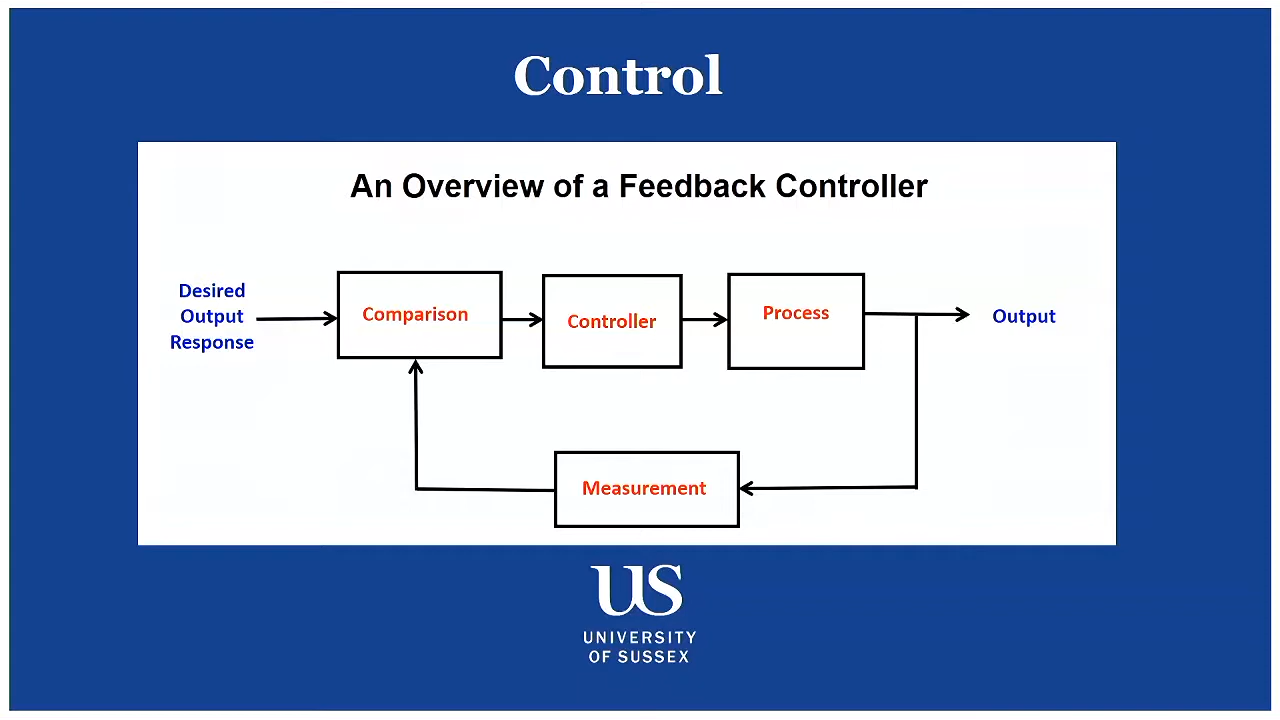 Control
An Overview of a Feedback Controller
Desired
Output
Response
Comparison
Controller
Process
Output
Measurement
US
UNIVERSITY
OF SUSSEX